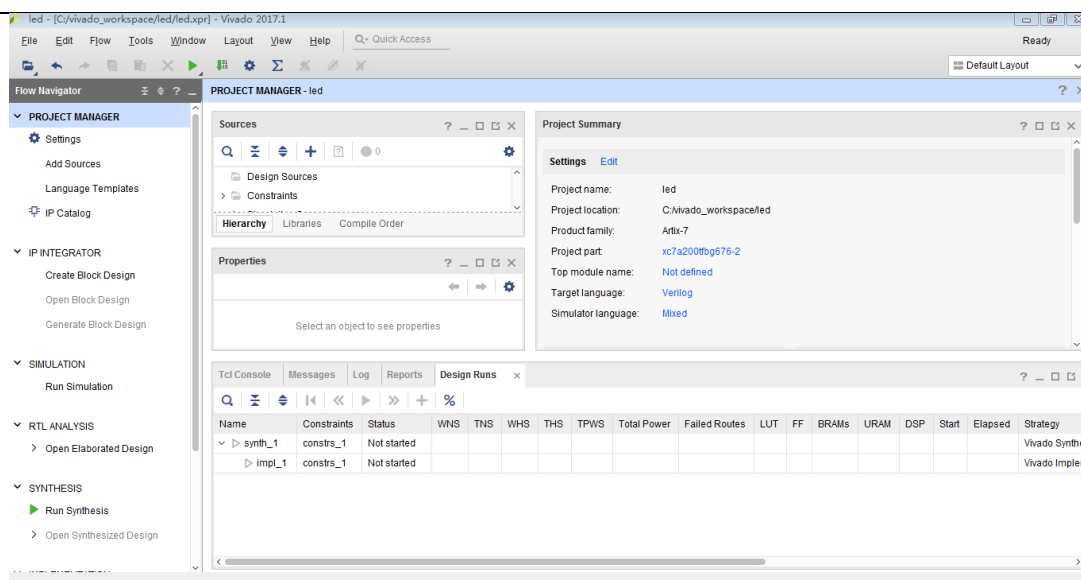 led - [C:/vivado_workspace/led/led.xpr] - Vivado 2017.1
File Edit Flow Tools Window Layout View Help Quick Access
Ready
Default Layout
Flow Navigator
PROJECT MANAGER - led
PROJECT MANAGER
Settings
Add Sources
Language Templates
IP Catalog
IP INTEGRATOR
Create Block Design
Open Block Design
Generate Block Design
SIMULATION
Run Simulation
RTL ANALYSIS
Open Elaborated Design
SYNTHESIS
Run Synthesis
Open Synthesized Design
Sources
0
Design Sources
Constraints
Hierarchy Libraries Compile Order
Properties
Select an object to see properties
Project Summary
Settings Edit
Project name: led
Project location: C:/vivado_workspace/led
Product family: Artix-7
Project part: xc7a200tfbg676-2
Top module name: Not defined
Target language: Verilog
Simulator language: Mixed
Tcl Console Messages Log Reports Design Runs
Name Constraints Status WNS TNS WHS THS TPWS Total Power Failed Routes LUT FF BRAMs URAM DSP Start Elapsed Strategy
synth_1 constrs_1 Not started Vivado Synthe
impl_1 constrs_1 Not started Vivado Imple